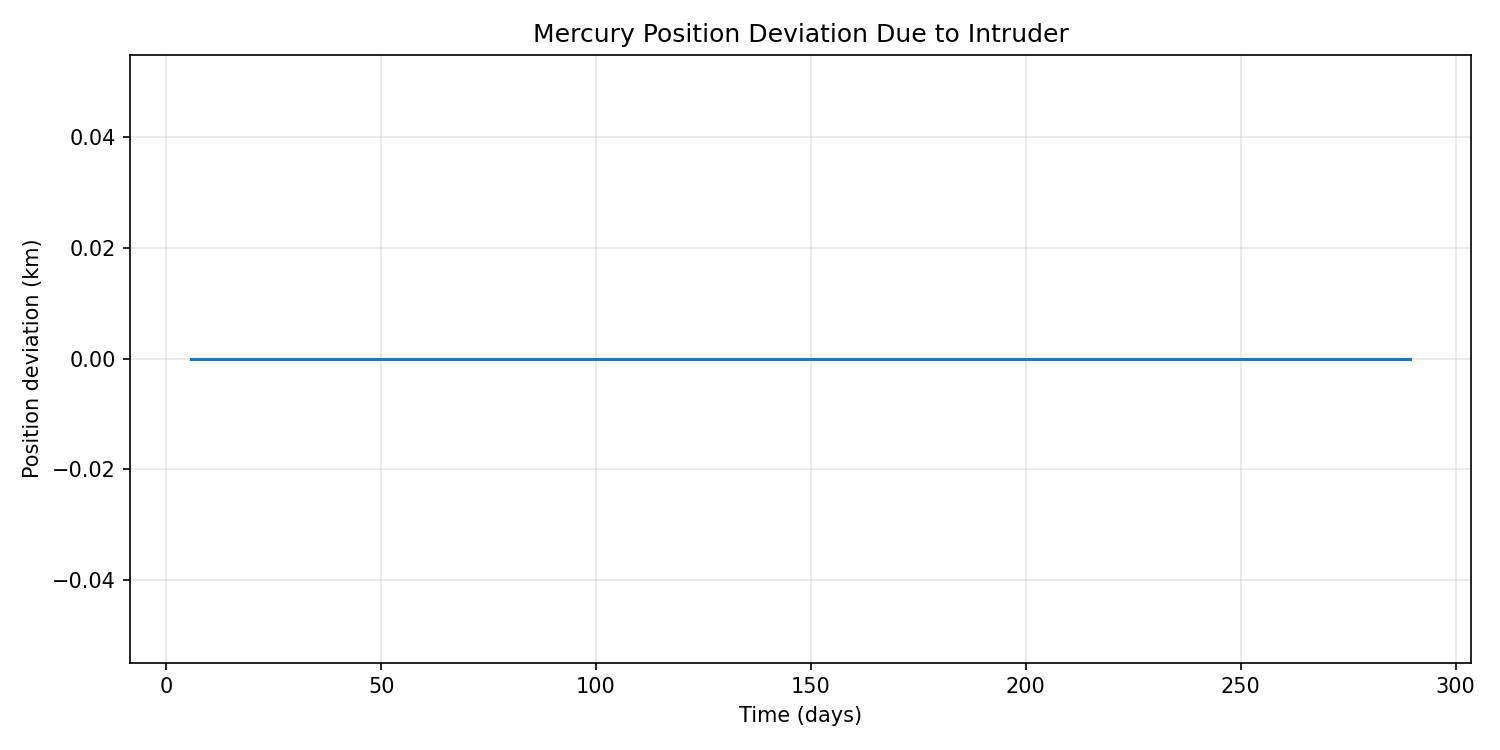 Mercury Position Deviation Due to Intruder
Position deviation (km)
0.04
0.02
0.00
−0.02
−0.04
0 50 100 150 200 250 300
Time (days)